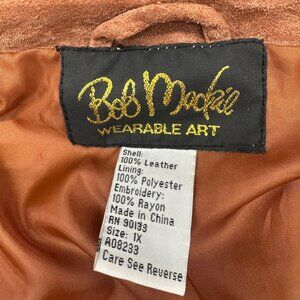 Bob Mackie
WEARABLE ART
Shell:
100% Leather
Lining:
100% Polyester
Embroidery:
100% Rayon
Made in China
RN 90133
Size: 1X
A08233
Care See Reverse